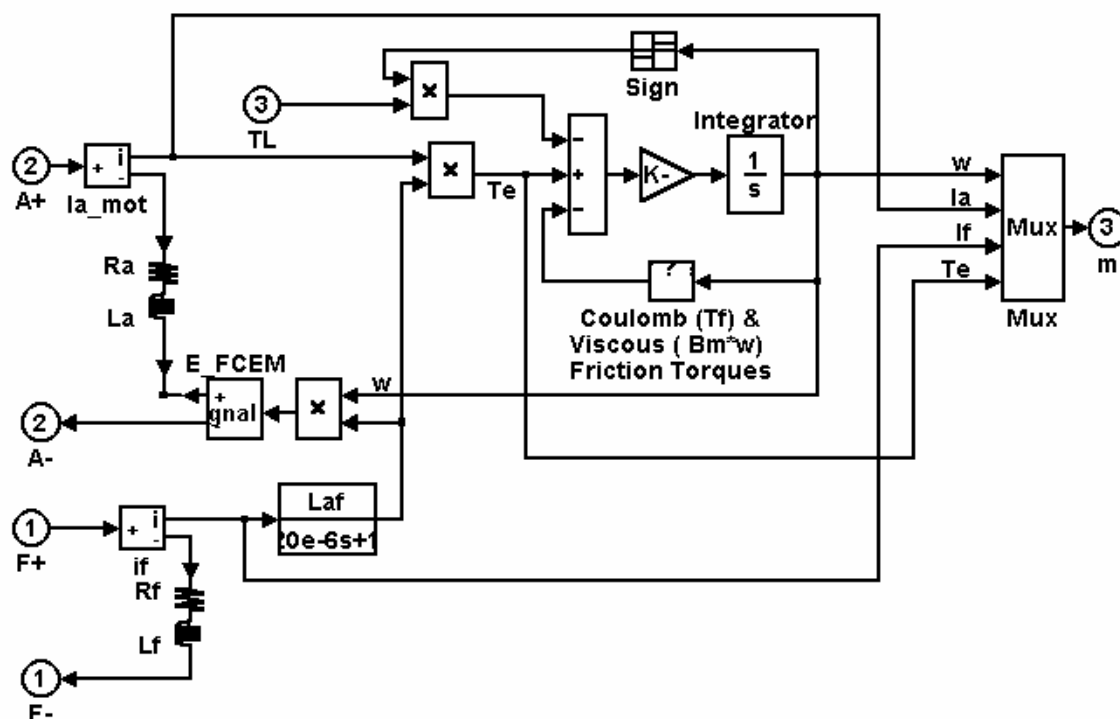 Sign
3
TL
×
Integrator
2
A+
+ i
-
Ia_mot
×
Te
-
+
-
K-
1
s
w
Ia
If
Te
Mux
Mux
3
m
Ra
La
?
Coulomb (Tf) &
Viscous ( Bm*w)
Friction Torques
E_FCEM
+
gnal
×
w
2
A-
1
F+
+ i
-
if
Laf
20e-6s+1
Rf
Lf
1
F-